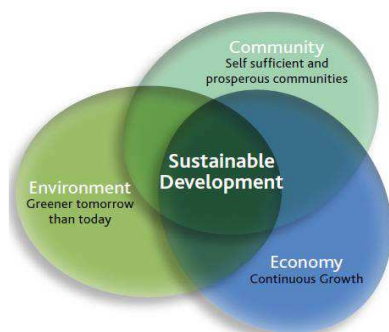 Community
Self sufficient and
prosperous communities
Sustainable
Development
Environment
Greener tomorrow
than today
Economy
Continuous Growth